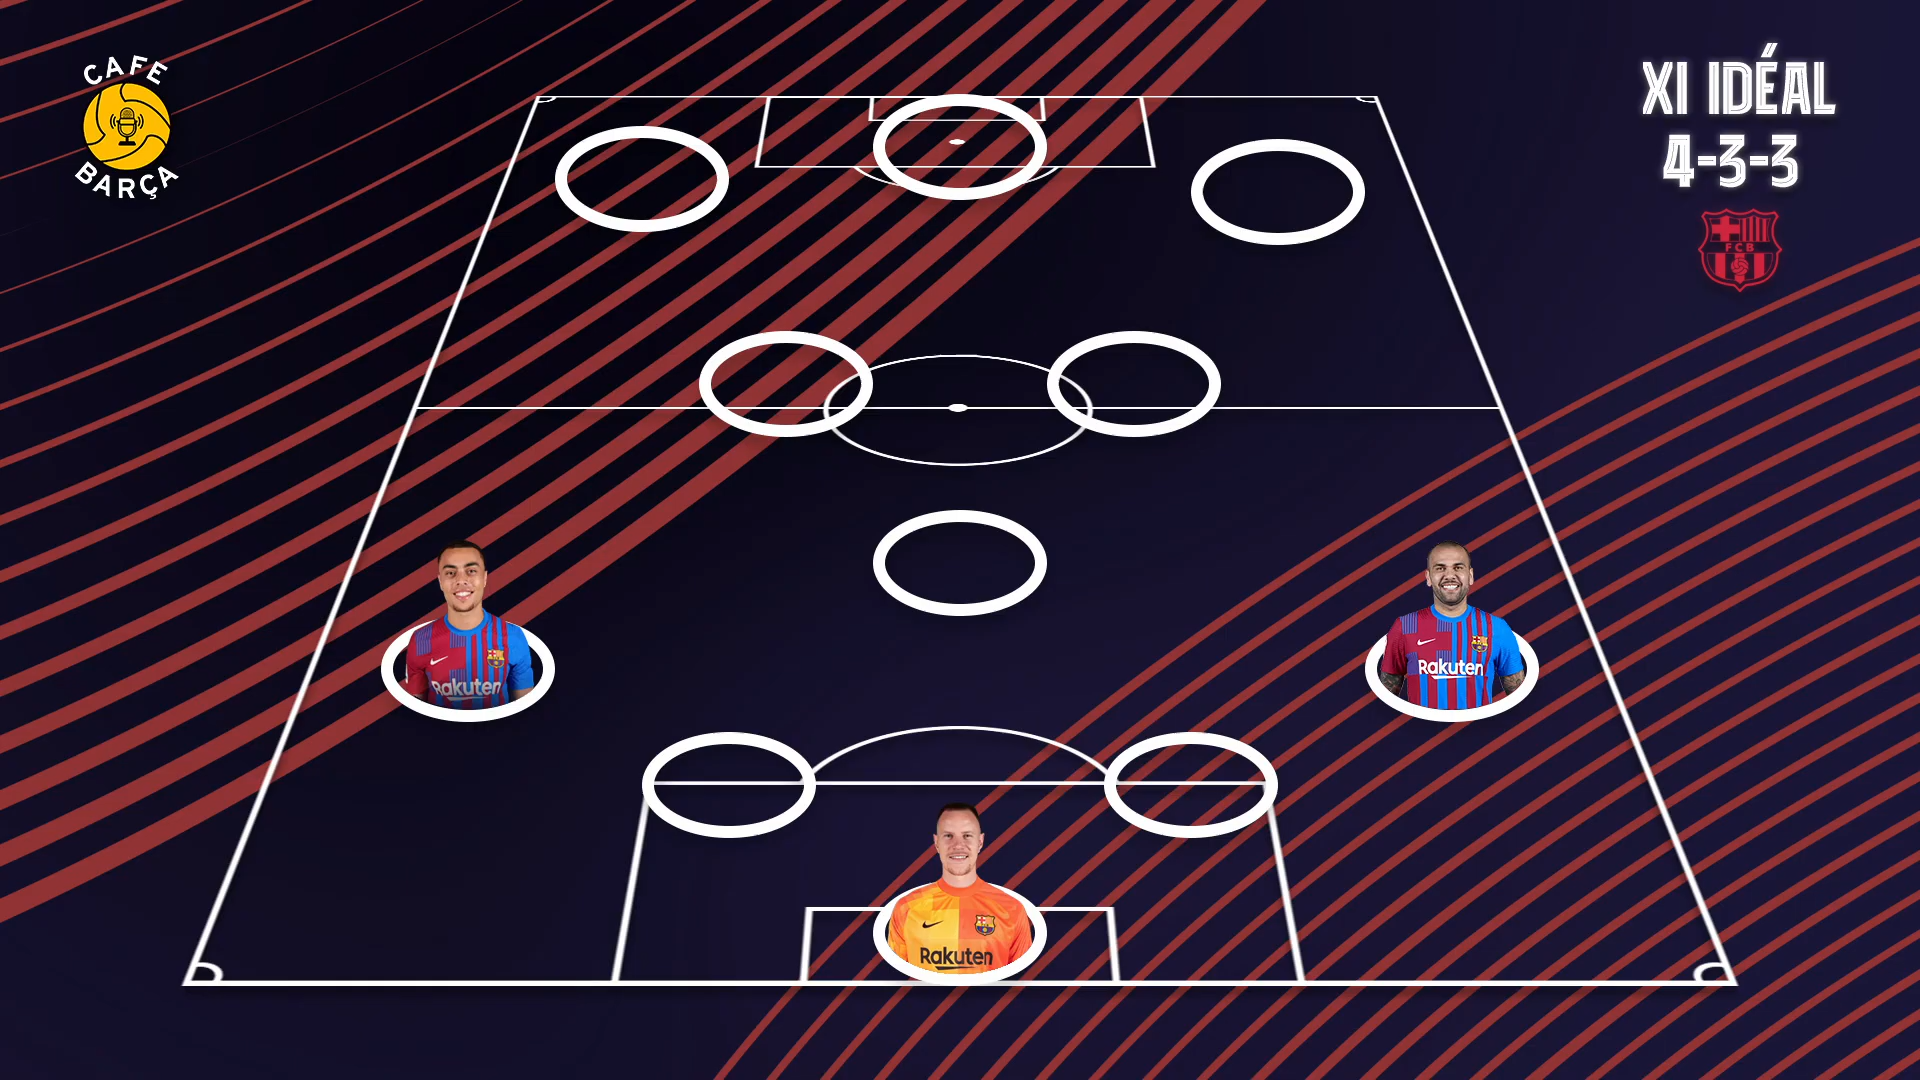 CAFE
BARÇA
XI IDÉAL
4-3-3
FCB
Rakuten
Rakuten
Rakuten